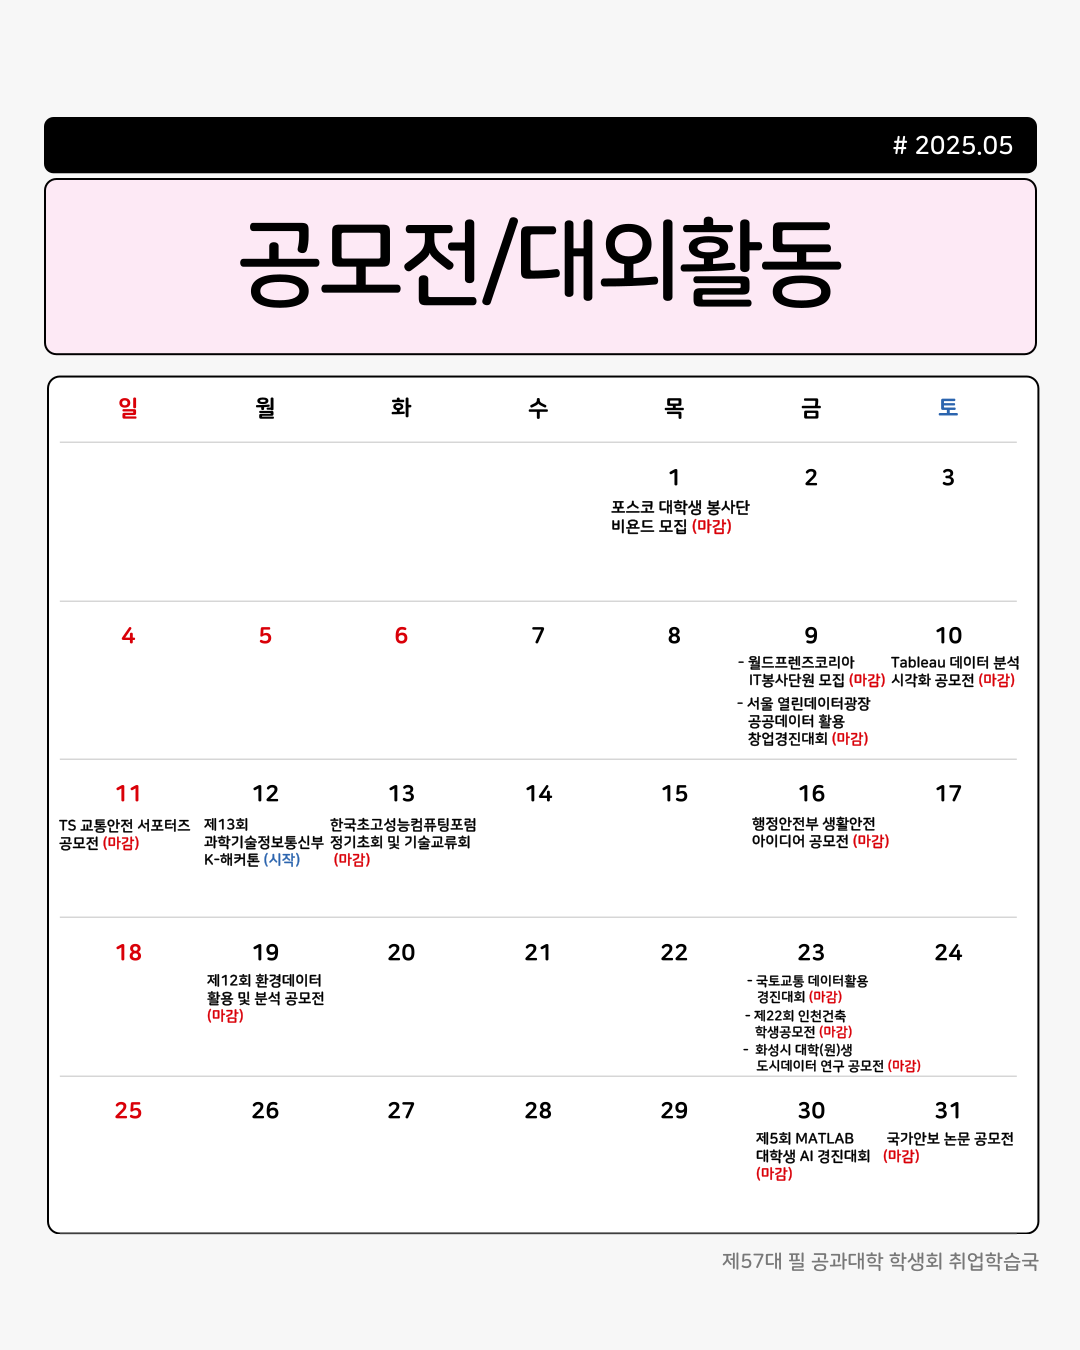 # 2025.05
공모전/대외활동
일 월 화 수 목 금 토
1 2 3
포스코 대학생 봉사단
비욘드 모집 (마감)
4 5 6 7 8 9 10
- 월드프렌즈코리아
IT봉사단원 모집 (마감)
- 서울 열린데이터광장
공공데이터 활용
창업경진대회 (마감)
Tableau 데이터 분석
시각화 공모전 (마감)
11 12 13 14 15 16 17
TS 교통안전 서포터즈
공모전 (마감)
제13회
과학기술정보통신부
K-해커톤 (시작)
한국초고성능컴퓨팅포럼
정기초회 및 기술교류회
(마감)
행정안전부 생활안전
아이디어 공모전 (마감)
18 19 20 21 22 23 24
제12회 환경데이터
활용 및 분석 공모전
(마감)
- 국토교통 데이터활용
경진대회 (마감)
- 제22회 인천건축
학생공모전 (마감)
- 화성시 대학(원)생
도시데이터 연구 공모전 (마감)
25 26 27 28 29 30 31
제5회 MATLAB
대학생 AI 경진대회
(마감)
국가안보 논문 공모전
(마감)
제57대 필 공과대학 학생회 취업학습국